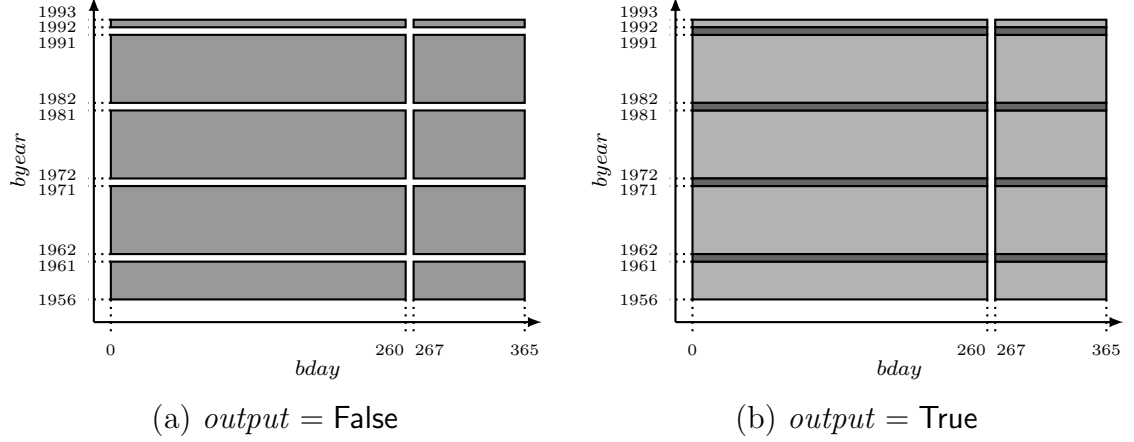 1993
1992
1991
1982
1981
1972
1971
1962
1961
1956
byear
0 260 267 365
bday
(a) output = False
1993
1992
1991
1982
1981
1972
1971
1962
1961
1956
byear
0 260 267 365
bday
(b) output = True